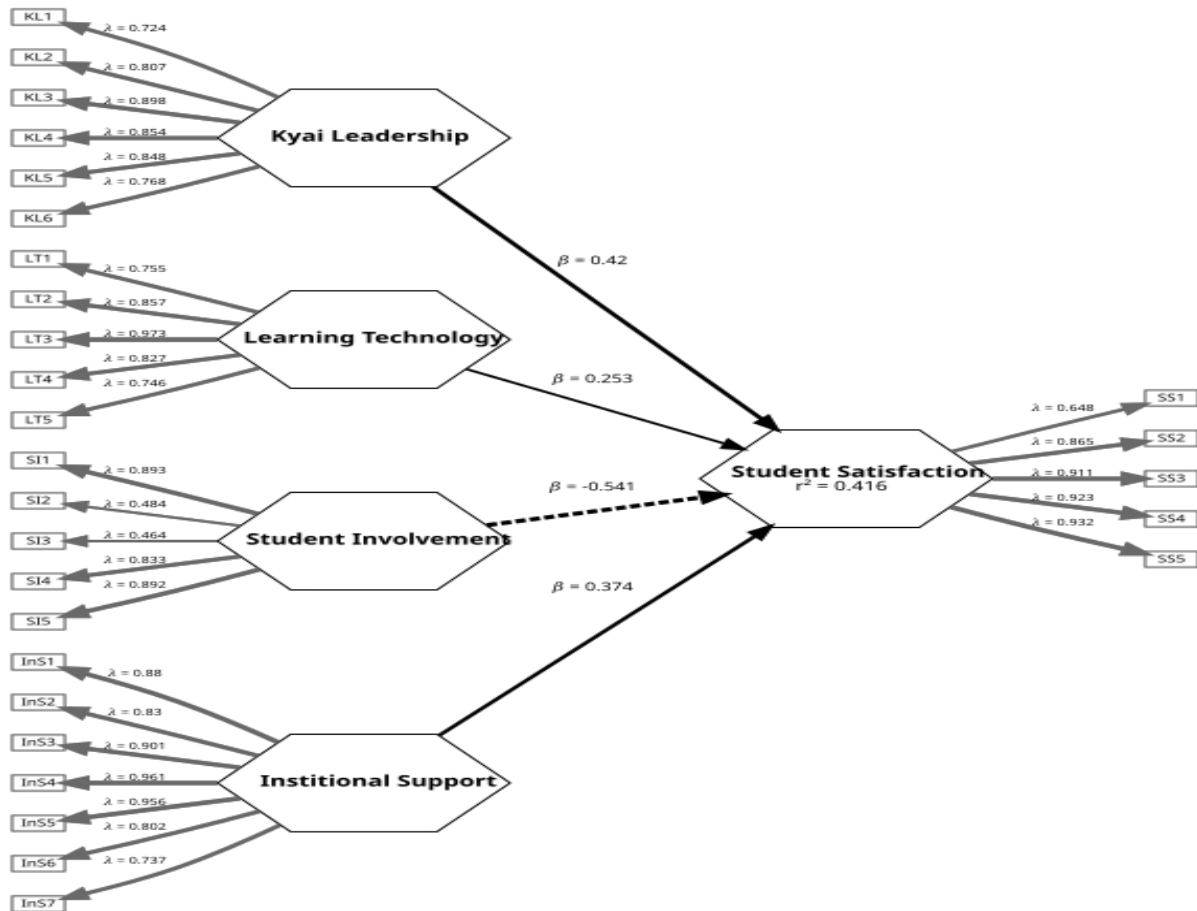 KL1
λ = 0.724
KL2
λ = 0.807
KL3
λ = 0.898
KL4
λ = 0.854
KL5
λ = 0.848
KL6
λ = 0.768
Kyai Leadership
β = 0.42
LT1
λ = 0.755
LT2
λ = 0.857
LT3
λ = 0.973
LT4
λ = 0.827
LT5
λ = 0.746
Learning Technology
β = 0.253
SI1
λ = 0.893
SI2
λ = 0.484
SI3
λ = 0.464
SI4
λ = 0.833
SI5
λ = 0.892
Student Involvement
β = -0.541
InS1
λ = 0.88
InS2
λ = 0.83
InS3
λ = 0.901
InS4
λ = 0.961
InS5
λ = 0.956
InS6
λ = 0.802
InS7
λ = 0.737
Institional Support
β = 0.374
Student Satisfaction
r² = 0.416
SS1
λ = 0.648
SS2
λ = 0.865
SS3
λ = 0.911
SS4
λ = 0.923
SS5
λ = 0.932